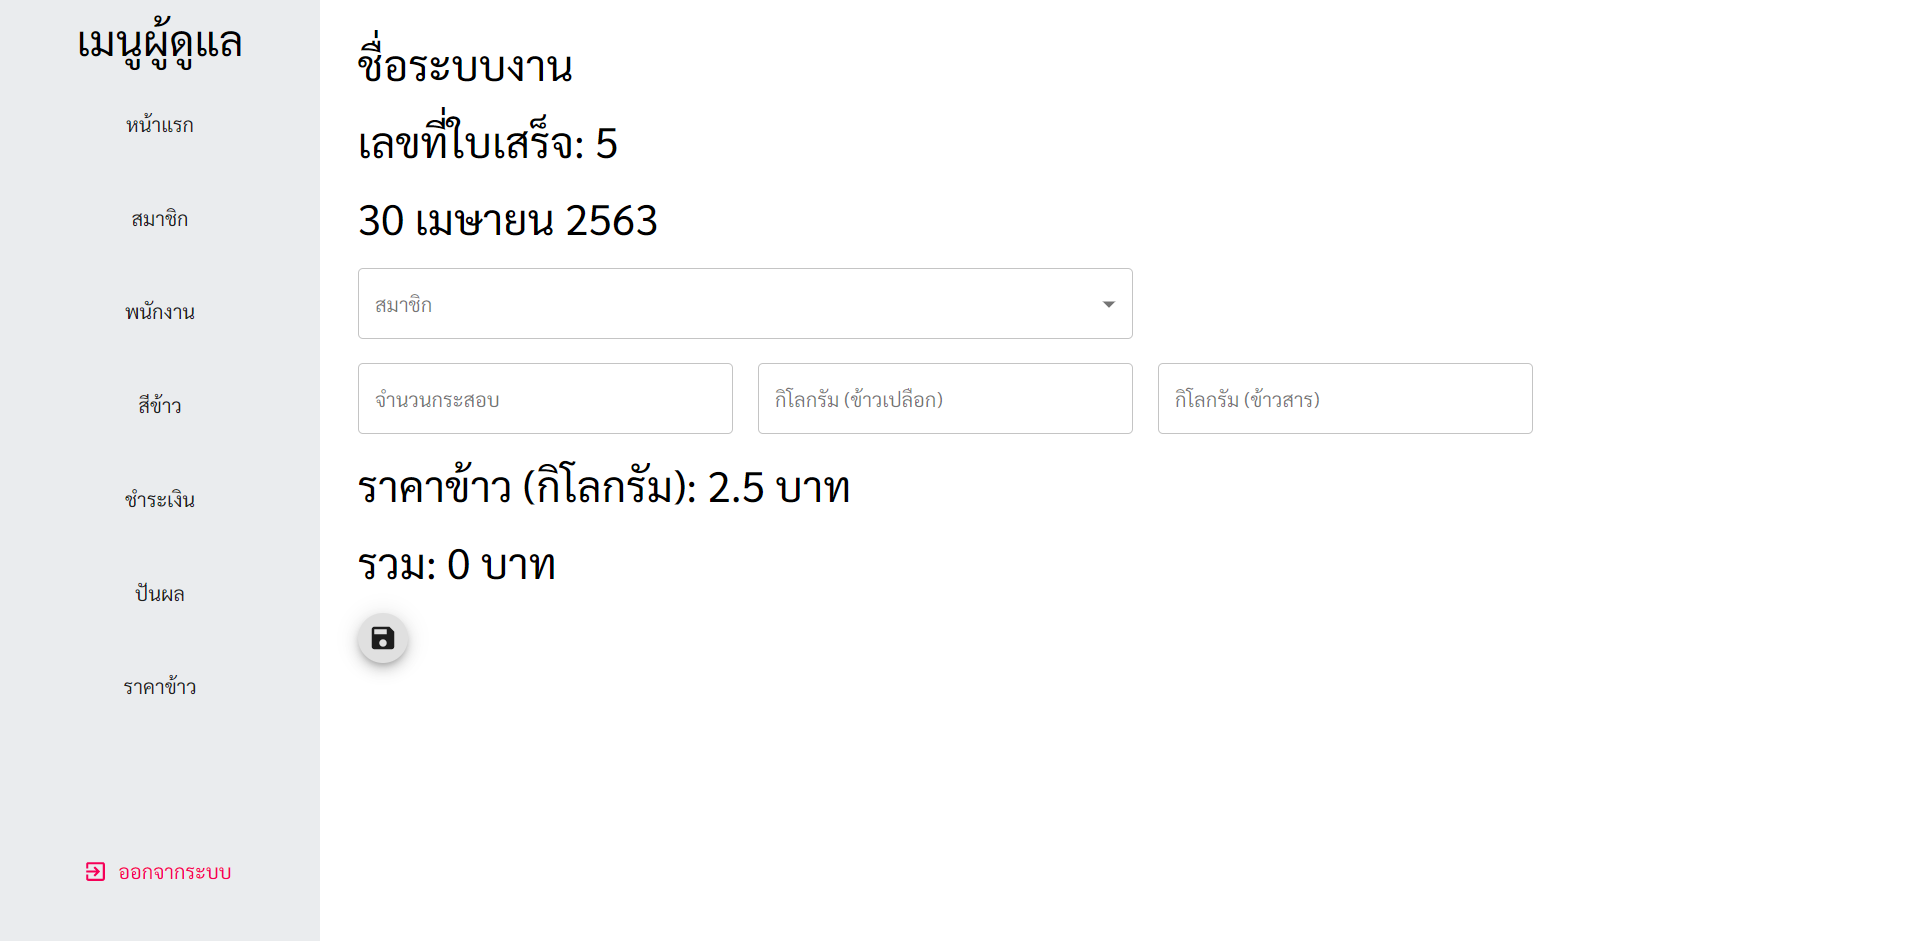 เมนูผู้ดูแล
หน้าแรก
สมาชิก
พนักงาน
สีข้าว
ชำระเงิน
ปันผล
ราคาข้าว
ออกจากระบบ
ชื่อระบบงาน
เลขที่ใบเสร็จ: 5
30 เมษายน 2563
สมาชิก
จำนวนกระสอบ
กิโลกรัม (ข้าวเปลือก)
กิโลกรัม (ข้าวสาร)
ราคาข้าว (กิโลกรัม): 2.5 บาท
รวม: 0 บาท